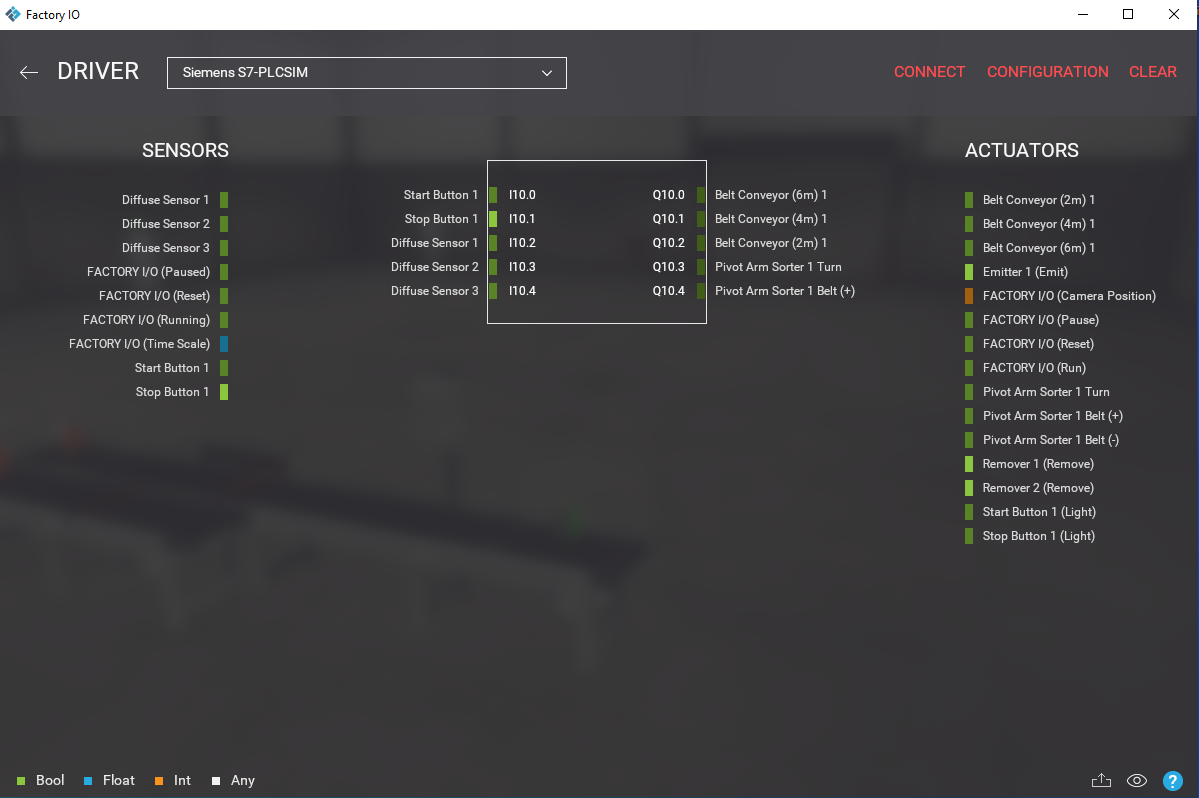 Factory IO
DRIVER
Siemens S7-PLCSIM
CONNECT
CONFIGURATION
CLEAR
SENSORS
Diffuse Sensor 1
Diffuse Sensor 2
Diffuse Sensor 3
FACTORY I/O (Paused)
FACTORY I/O (Reset)
FACTORY I/O (Running)
FACTORY I/O (Time Scale)
Start Button 1
Stop Button 1
Start Button 1 I10.0 Q10.0 Belt Conveyor (6m) 1
Stop Button 1 I10.1 Q10.1 Belt Conveyor (4m) 1
Diffuse Sensor 1 I10.2 Q10.2 Belt Conveyor (2m) 1
Diffuse Sensor 2 I10.3 Q10.3 Pivot Arm Sorter 1 Turn
Diffuse Sensor 3 I10.4 Q10.4 Pivot Arm Sorter 1 Belt (+)
ACTUATORS
Belt Conveyor (2m) 1
Belt Conveyor (4m) 1
Belt Conveyor (6m) 1
Emitter 1 (Emit)
FACTORY I/O (Camera Position)
FACTORY I/O (Pause)
FACTORY I/O (Reset)
FACTORY I/O (Run)
Pivot Arm Sorter 1 Turn
Pivot Arm Sorter 1 Belt (+)
Pivot Arm Sorter 1 Belt (-)
Remover 1 (Remove)
Remover 2 (Remove)
Start Button 1 (Light)
Stop Button 1 (Light)
Bool Float Int Any
?